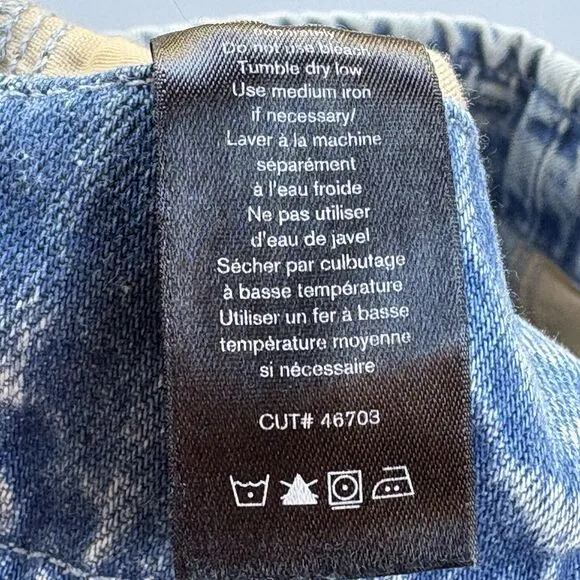 Do not use bleach
Tumble dry low
Use medium iron
if necessary/
Laver à la machine
séparément
à l'eau froide
Ne pas utiliser
d'eau de javel
Sécher par culbutage
à basse température
Utiliser un fer à basse
température moyenne
si nécessaire
CUT# 46703